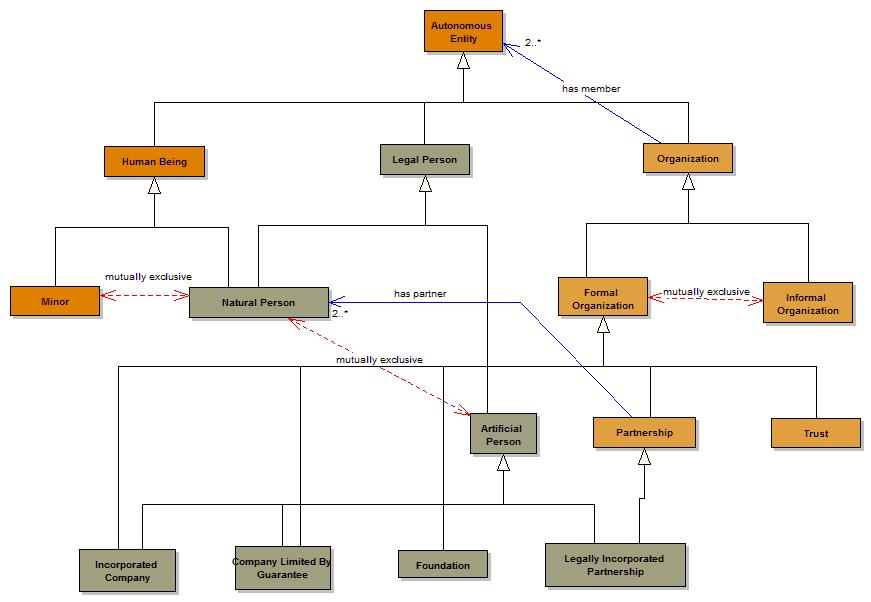 Autonomous
Entity
2..*
has member
Human Being
Legal Person
Organization
mutually exclusive
Minor
Natural Person
has partner
2..*
Formal
Organization
mutually exclusive
Informal
Organization
mutually exclusive
Artificial
Person
Partnership
Trust
Incorporated
Company
Company Limited By
Guarantee
Foundation
Legally Incorporated
Partnership